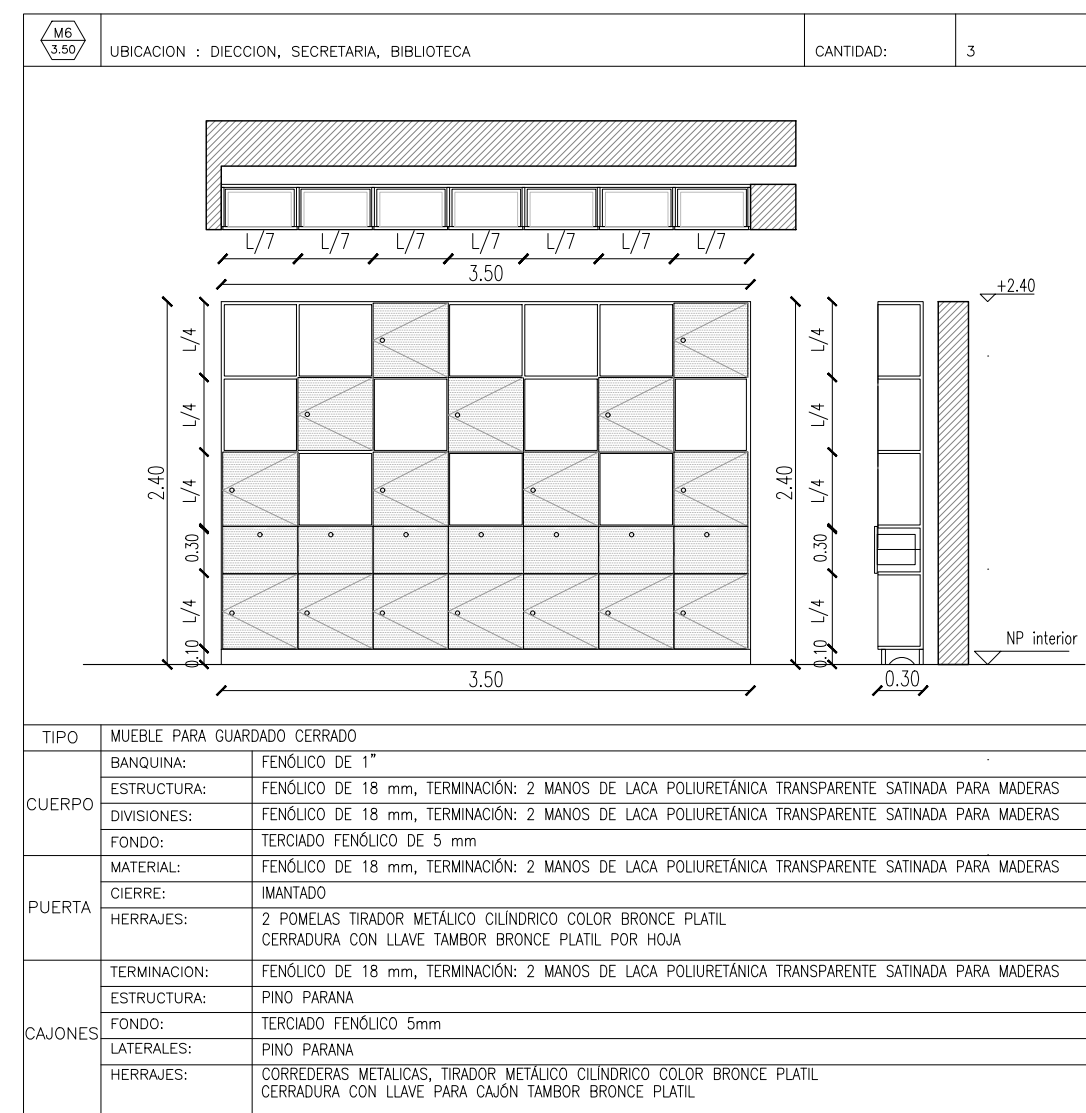 M6
3.50
UBICACION : DIECCION, SECRETARIA, BIBLIOTECA
CANTIDAD:
3
L/7 L/7 L/7 L/7 L/7 L/7 L/7
3.50
+2.40
L/4
L/4
L/4
0.30
L/4
0.10
2.40
2.40
L/4
L/4
L/4
0.30
L/4
0.10
NP interior
3.50
0.30
TIPO
MUEBLE PARA GUARDADO CERRADO
CUERPO
BANQUINA:
FENÓLICO DE 1”
ESTRUCTURA:
FENÓLICO DE 18 mm, TERMINACIÓN: 2 MANOS DE LACA POLIURETÁNICA TRANSPARENTE SATINADA PARA MADERAS
DIVISIONES:
FENÓLICO DE 18 mm, TERMINACIÓN: 2 MANOS DE LACA POLIURETÁNICA TRANSPARENTE SATINADA PARA MADERAS
FONDO:
TERCIADO FENÓLICO DE 5 mm
PUERTA
MATERIAL:
FENÓLICO DE 18 mm, TERMINACIÓN: 2 MANOS DE LACA POLIURETÁNICA TRANSPARENTE SATINADA PARA MADERAS
CIERRE:
IMANTADO
HERRAJES:
2 POMELAS TIRADOR METÁLICO CILÍNDRICO COLOR BRONCE PLATIL
CERRADURA CON LLAVE TAMBOR BRONCE PLATIL POR HOJA
CAJONES
TERMINACION:
FENÓLICO DE 18 mm, TERMINACIÓN: 2 MANOS DE LACA POLIURETÁNICA TRANSPARENTE SATINADA PARA MADERAS
ESTRUCTURA:
PINO PARANA
FONDO:
TERCIADO FENÓLICO 5mm
LATERALES:
PINO PARANA
HERRAJES:
CORREDERAS METALICAS, TIRADOR METÁLICO CILÍNDRICO COLOR BRONCE PLATIL
CERRADURA CON LLAVE PARA CAJÓN TAMBOR BRONCE PLATIL